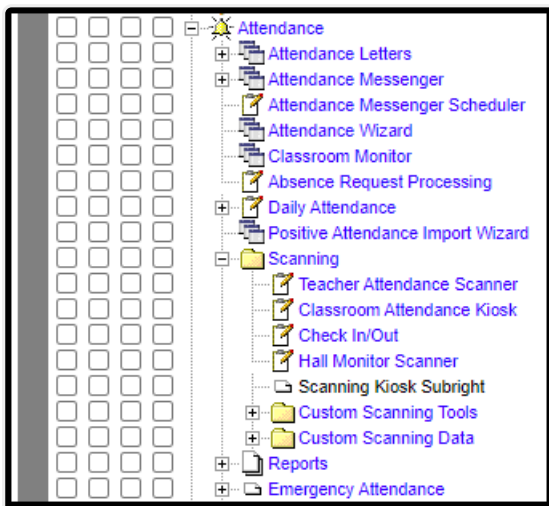 Attendance
Attendance Letters
Attendance Messenger
Attendance Messenger Scheduler
Attendance Wizard
Classroom Monitor
Absence Request Processing
Daily Attendance
Positive Attendance Import Wizard
Scanning
Teacher Attendance Scanner
Classroom Attendance Kiosk
Check In/Out
Hall Monitor Scanner
Scanning Kiosk Subright
Custom Scanning Tools
Custom Scanning Data
Reports
Emergency Attendance